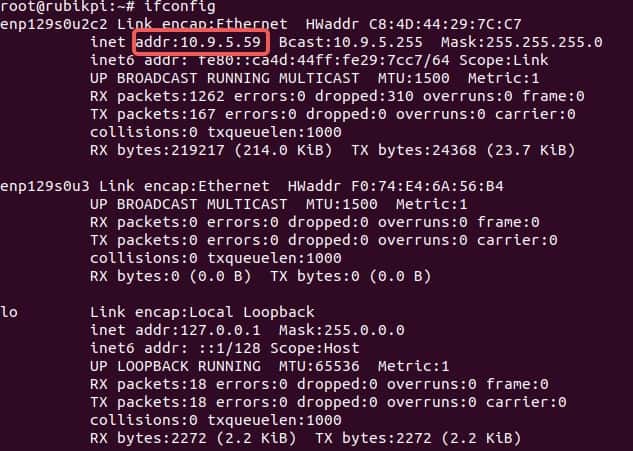 root@rubikpi:~# ifconfig
enp129s0u2c2 Link encap:Ethernet  HWaddr C8:4D:44:29:7C:C7
inet addr:10.9.5.59  Bcast:10.9.5.255  Mask:255.255.255.0
inet6 addr: fe80::ca4d:44ff:fe29:7cc7/64 Scope:Link
UP BROADCAST RUNNING MULTICAST  MTU:1500  Metric:1
RX packets:1262 errors:0 dropped:310 overruns:0 frame:0
TX packets:167 errors:0 dropped:0 overruns:0 carrier:0
collisions:0 txqueuelen:1000
RX bytes:219217 (214.0 KiB)  TX bytes:24368 (23.7 KiB)
enp129s0u3 Link encap:Ethernet  HWaddr F0:74:E4:6A:56:B4
UP BROADCAST MULTICAST  MTU:1500  Metric:1
RX packets:0 errors:0 dropped:0 overruns:0 frame:0
TX packets:0 errors:0 dropped:0 overruns:0 carrier:0
collisions:0 txqueuelen:1000
RX bytes:0 (0.0 B)  TX bytes:0 (0.0 B)
lo        Link encap:Local Loopback
inet addr:127.0.0.1  Mask:255.0.0.0
inet6 addr: ::1/128 Scope:Host
UP LOOPBACK RUNNING  MTU:65536  Metric:1
RX packets:18 errors:0 dropped:0 overruns:0 frame:0
TX packets:18 errors:0 dropped:0 overruns:0 carrier:0
collisions:0 txqueuelen:1000
RX bytes:2272 (2.2 KiB)  TX bytes:2272 (2.2 KiB)